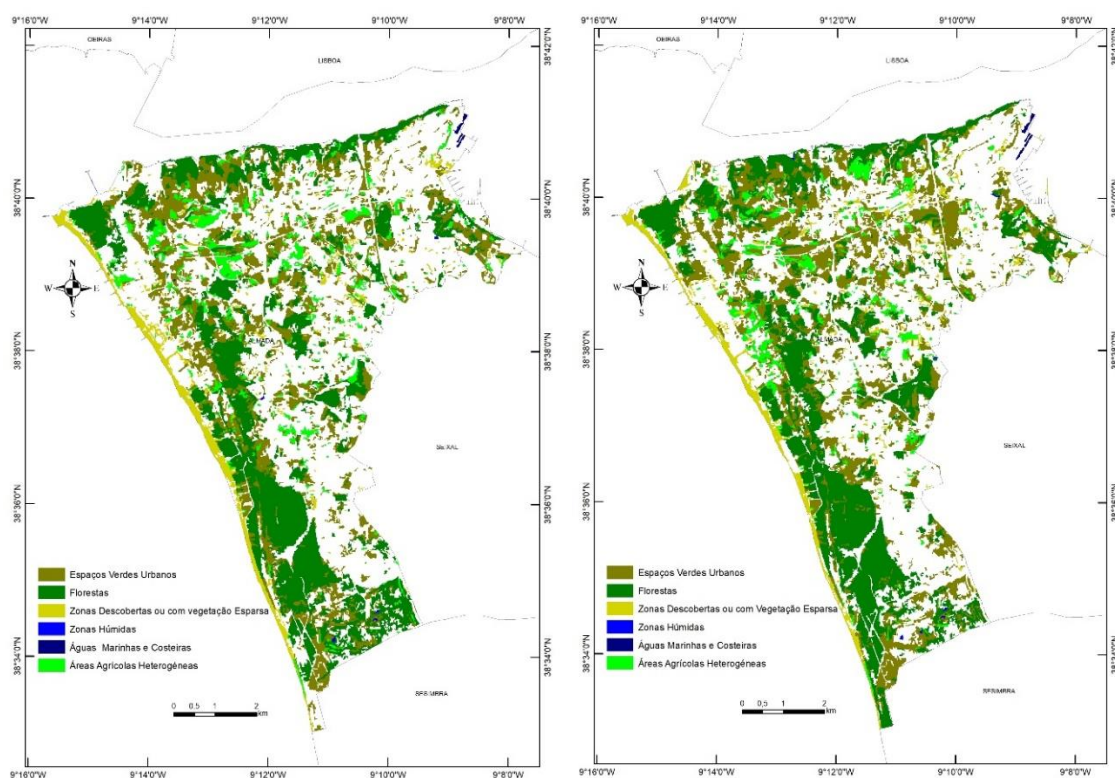 9°16'0"W 9°14'0"W 9°12'0"W 9°10'0"W 9°8'0"W
OEIRAS
LISBOA
38°42'0"N
38°40'0"N
N
W E
S
ALMADA
38°38'0"N
SEIXAL
38°36'0"N
Espaços Verdes Urbanos
Florestas
Zonas Descobertas ou com vegetação Esparsa
Zonas Húmidas
Águas Marinhas e Costeiras
Áreas Agrícolas Heterogéneas
38°34'0"N
SESIMBRA
0 0,5 1 2
km
9°16'0"W 9°14'0"W 9°12'0"W 9°10'0"W 9°8'0"W
9°16'0"W 9°14'0"W 9°12'0"W 9°10'0"W 9°8'0"W
OEIRAS
LISBOA
38°42'0"N
38°40'0"N
N
W E
S
ALMADA
38°38'0"N
SEIXAL
38°36'0"N
Espaços Verdes Urbanos
Florestas
Zonas Descobertas ou com Vegetação Esparsa
Zonas Húmidas
Águas Marinhas e Costeiras
Áreas Agrícolas Heterogéneas
38°34'0"N
SESIMBRA
0 0,5 1 2
km
9°16'0"W 9°14'0"W 9°12'0"W 9°10'0"W 9°8'0"W